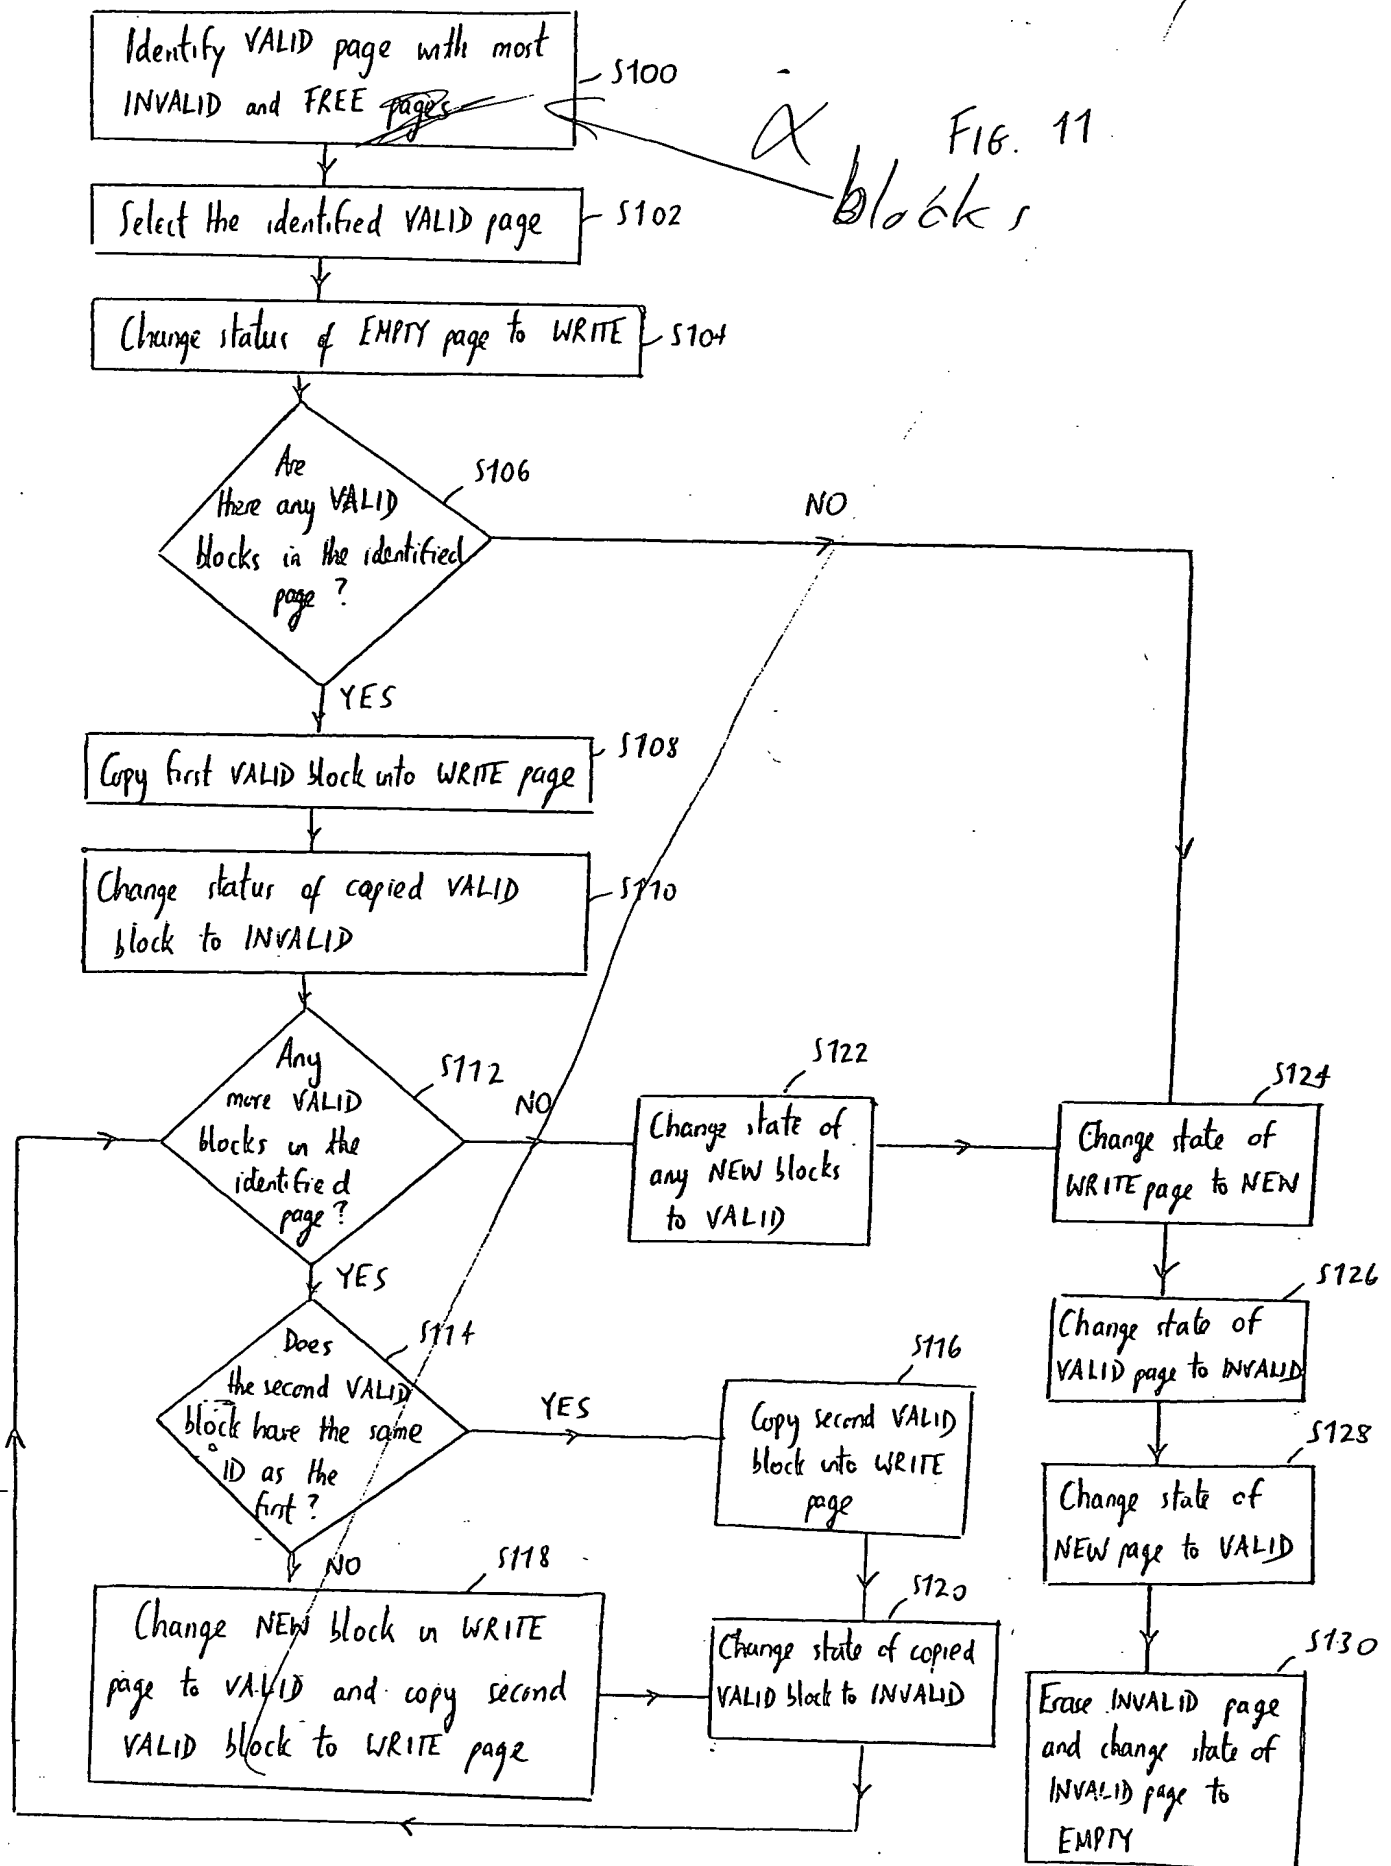 Identify VALID page with most
INVALID and FREE pages
S100
α
FIG. 11
blocks
Select the identified VALID page
S102
Change status of EMPTY page to WRITE
S104
Are
there any VALID
blocks in the identified
page ?
S106
NO
YES
Copy first VALID block into WRITE page
S108
Change status of copied VALID
block to INVALID
S110
Any
more VALID
blocks in the
identified
page ?
S112
NO
YES
S122
Change state of
any NEW blocks
to VALID
S124
Change state of
WRITE page to NEW
Does
the second VALID
block have the same
ID as the
first ?
S114
YES
NO
S116
Copy second VALID
block into WRITE
page
S126
Change state of
VALID page to INVALID
S128
Change state of
NEW page to VALID
S118
Change NEW block in WRITE
page to VALID and copy second
VALID block to WRITE page
S120
Change state of copied
VALID block to INVALID
S130
Erase INVALID page
and change state of
INVALID page to
EMPTY